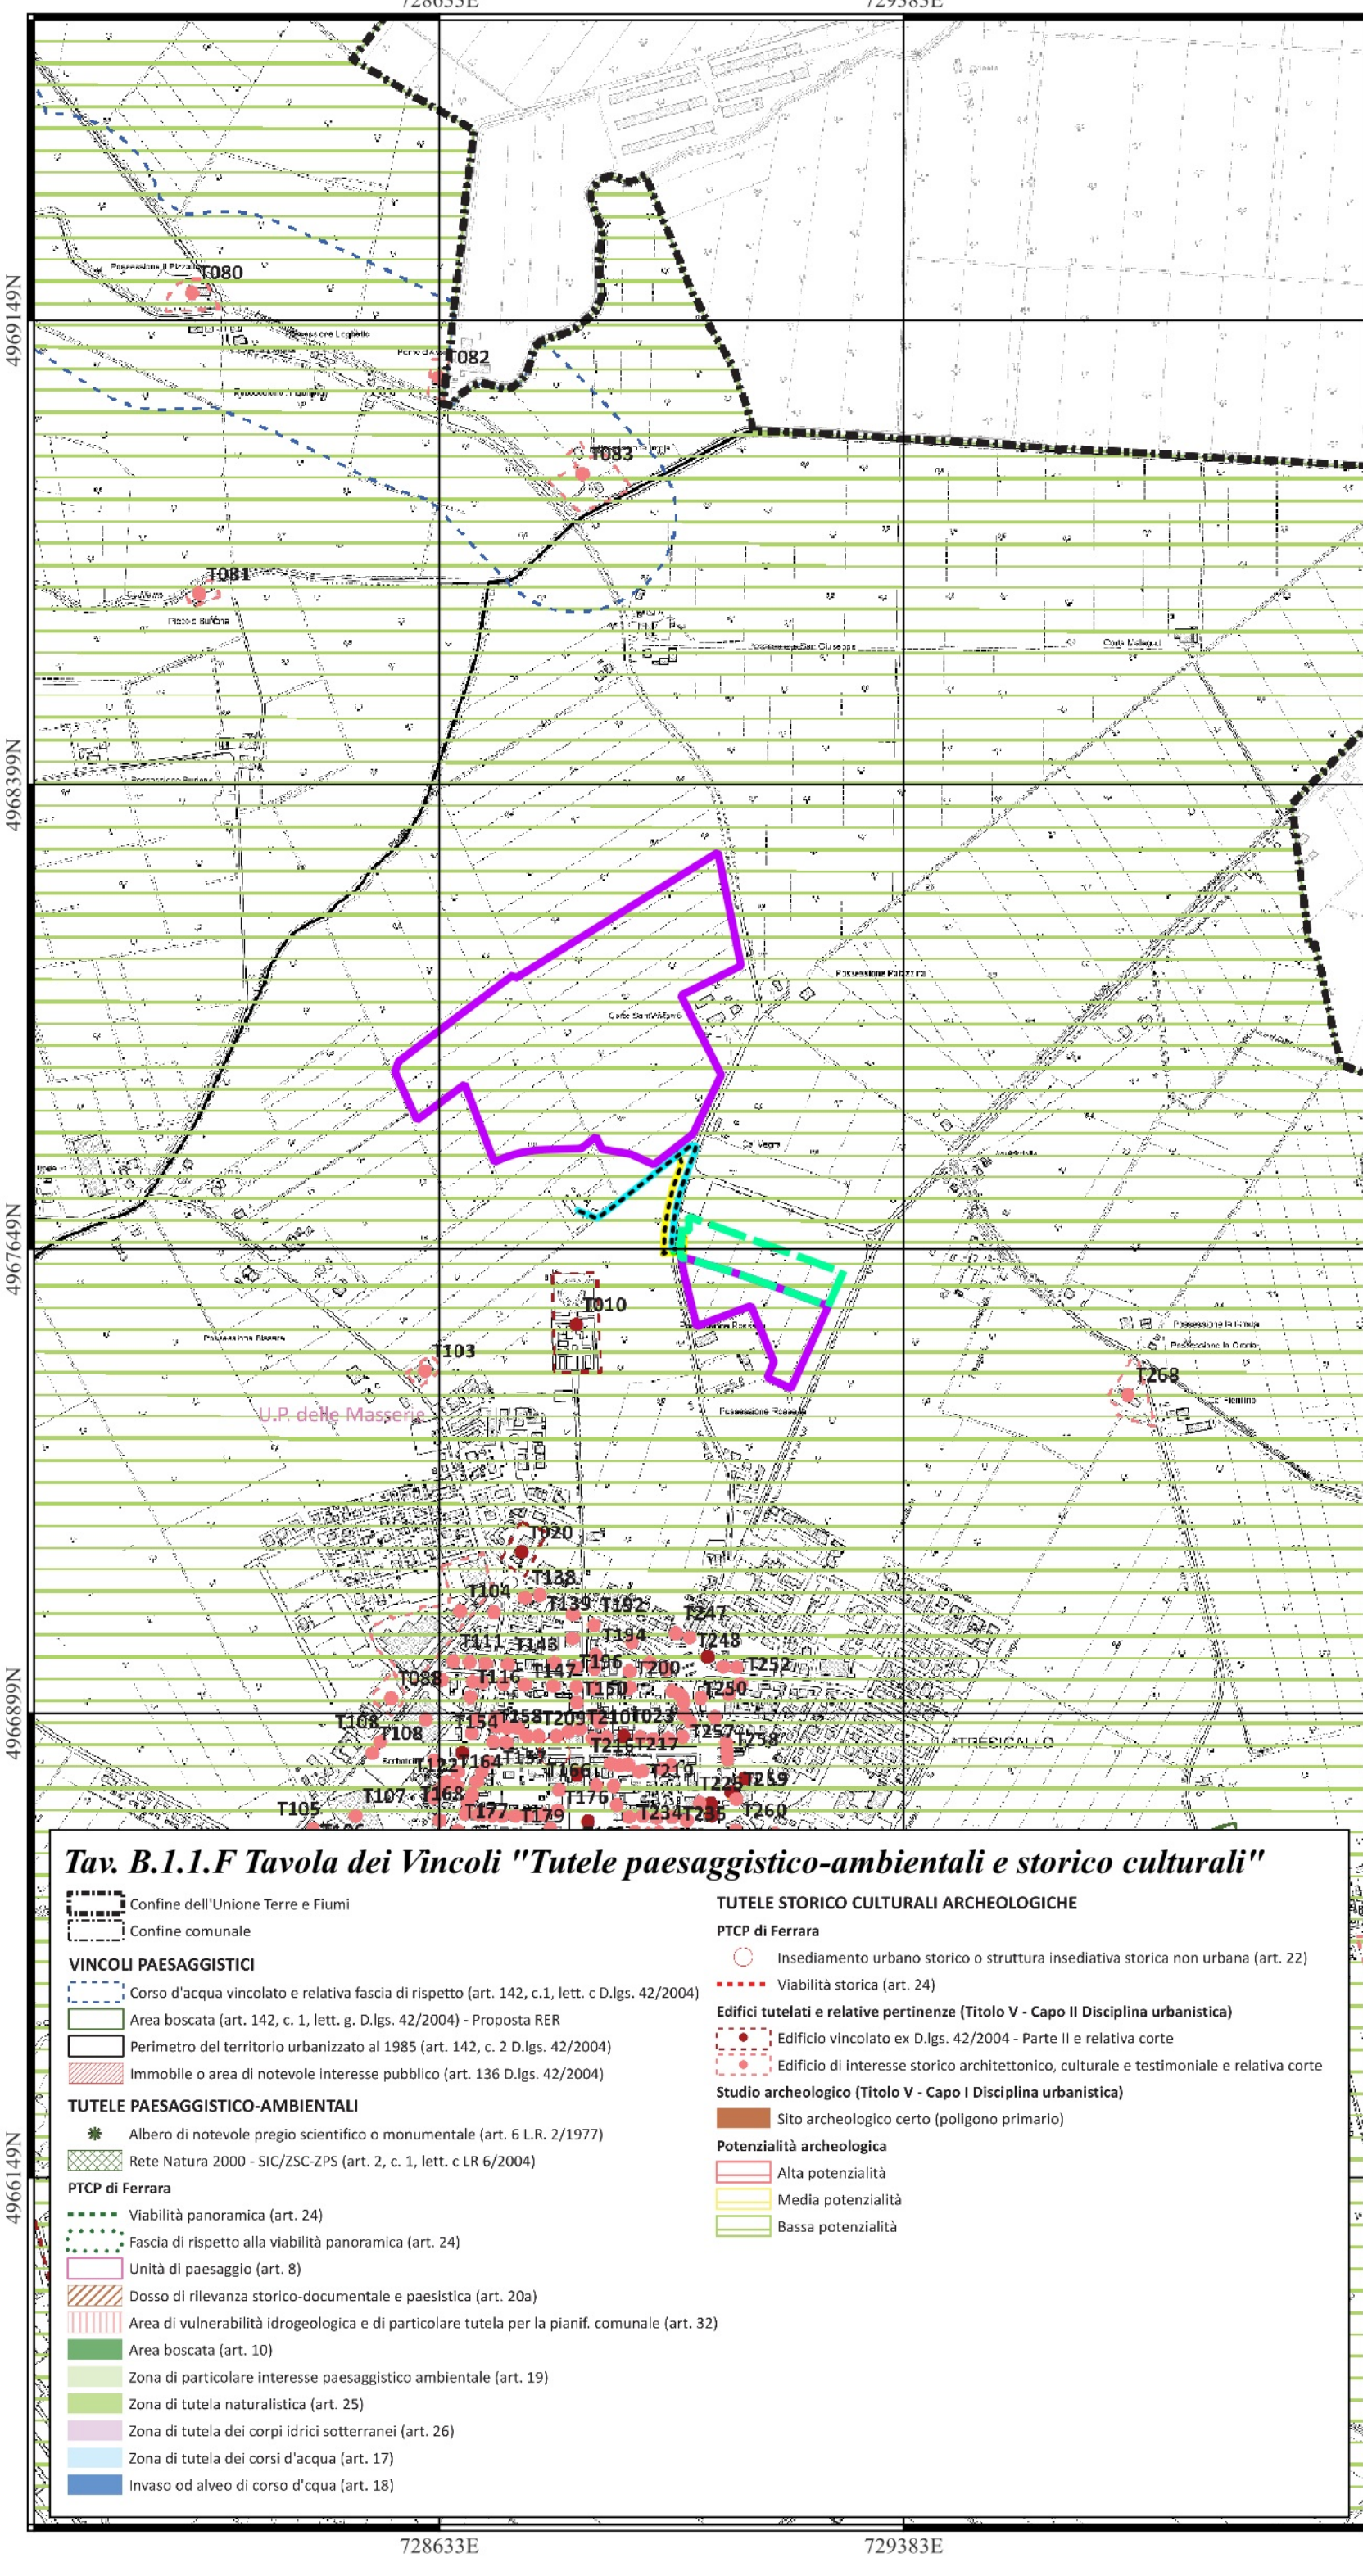 728633E
729383E
4969149N
T080
T082
T083
T081
4968399N
Ca' Vegra
4967649N
T010
T103
T268
U.P. delle Masserie
T020
T138
T104
T139
T192
T247
T111
T143
T194
T248
T196
T200
T252
T088
T116
T147
T150
T250
4966899N
T108
T108
T154
T158
T209
T210
T023
T257
T258
T217
TRESIGALLO
T122
T164
T157
T166
T219
T259
T107
T168
T176
T225
T105
T177
T179
T234
T235
T260
Tav. B.1.1.F Tavola dei Vincoli "Tutele paesaggistico-ambientali e storico culturali"
Confine dell'Unione Terre e Fiumi
Confine comunale
VINCOLI PAESAGGISTICI
Corso d'acqua vincolato e relativa fascia di rispetto (art. 142, c.1, lett. c D.lgs. 42/2004)
Area boscata (art. 142, c. 1, lett. g. D.lgs. 42/2004) - Proposta RER
Perimetro del territorio urbanizzato al 1985 (art. 142, c. 2 D.lgs. 42/2004)
Immobile o area di notevole interesse pubblico (art. 136 D.lgs. 42/2004)
TUTELE PAESAGGISTICO-AMBIENTALI
Albero di notevole pregio scientifico o monumentale (art. 6 L.R. 2/1977)
Rete Natura 2000 - SIC/ZSC-ZPS (art. 2, c. 1, lett. c LR 6/2004)
PTCP di Ferrara
Viabilità panoramica (art. 24)
Fascia di rispetto alla viabilità panoramica (art. 24)
Unità di paesaggio (art. 8)
Dosso di rilevanza storico-documentale e paesistica (art. 20a)
Area di vulnerabilità idrogeologica e di particolare tutela per la pianif. comunale (art. 32)
Area boscata (art. 10)
Zona di particolare interesse paesaggistico ambientale (art. 19)
Zona di tutela naturalistica (art. 25)
Zona di tutela dei corpi idrici sotterranei (art. 26)
Zona di tutela dei corsi d'acqua (art. 17)
Invaso od alveo di corso d'cqua (art. 18)
TUTELE STORICO CULTURALI ARCHEOLOGICHE
PTCP di Ferrara
Insediamento urbano storico o struttura insediativa storica non urbana (art. 22)
Viabilità storica (art. 24)
Edifici tutelati e relative pertinenze (Titolo V - Capo II Disciplina urbanistica)
Edificio vincolato ex D.lgs. 42/2004 - Parte II e relativa corte
Edificio di interesse storico architettonico, culturale e testimoniale e relativa corte
Studio archeologico (Titolo V - Capo I Disciplina urbanistica)
Sito archeologico certo (poligono primario)
Potenzialità archeologica
Alta potenzialità
Media potenzialità
Bassa potenzialità
4966149N
728633E
729383E